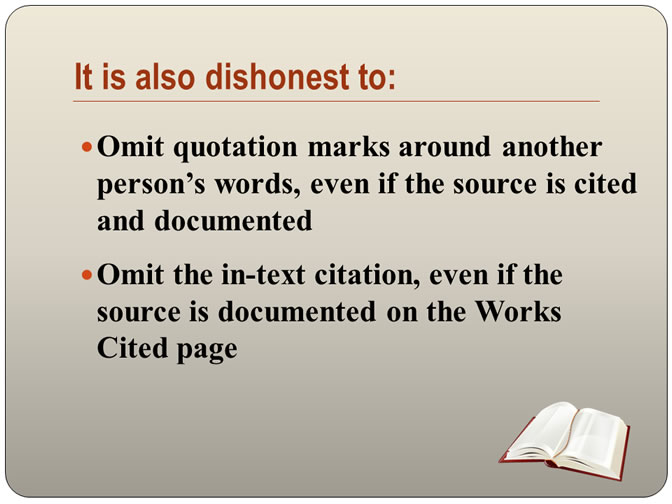 It is also dishonest to:
• Omit quotation marks around another
person’s words, even if the source is cited
and documented
• Omit the in-text citation, even if the
source is documented on the Works
Cited page